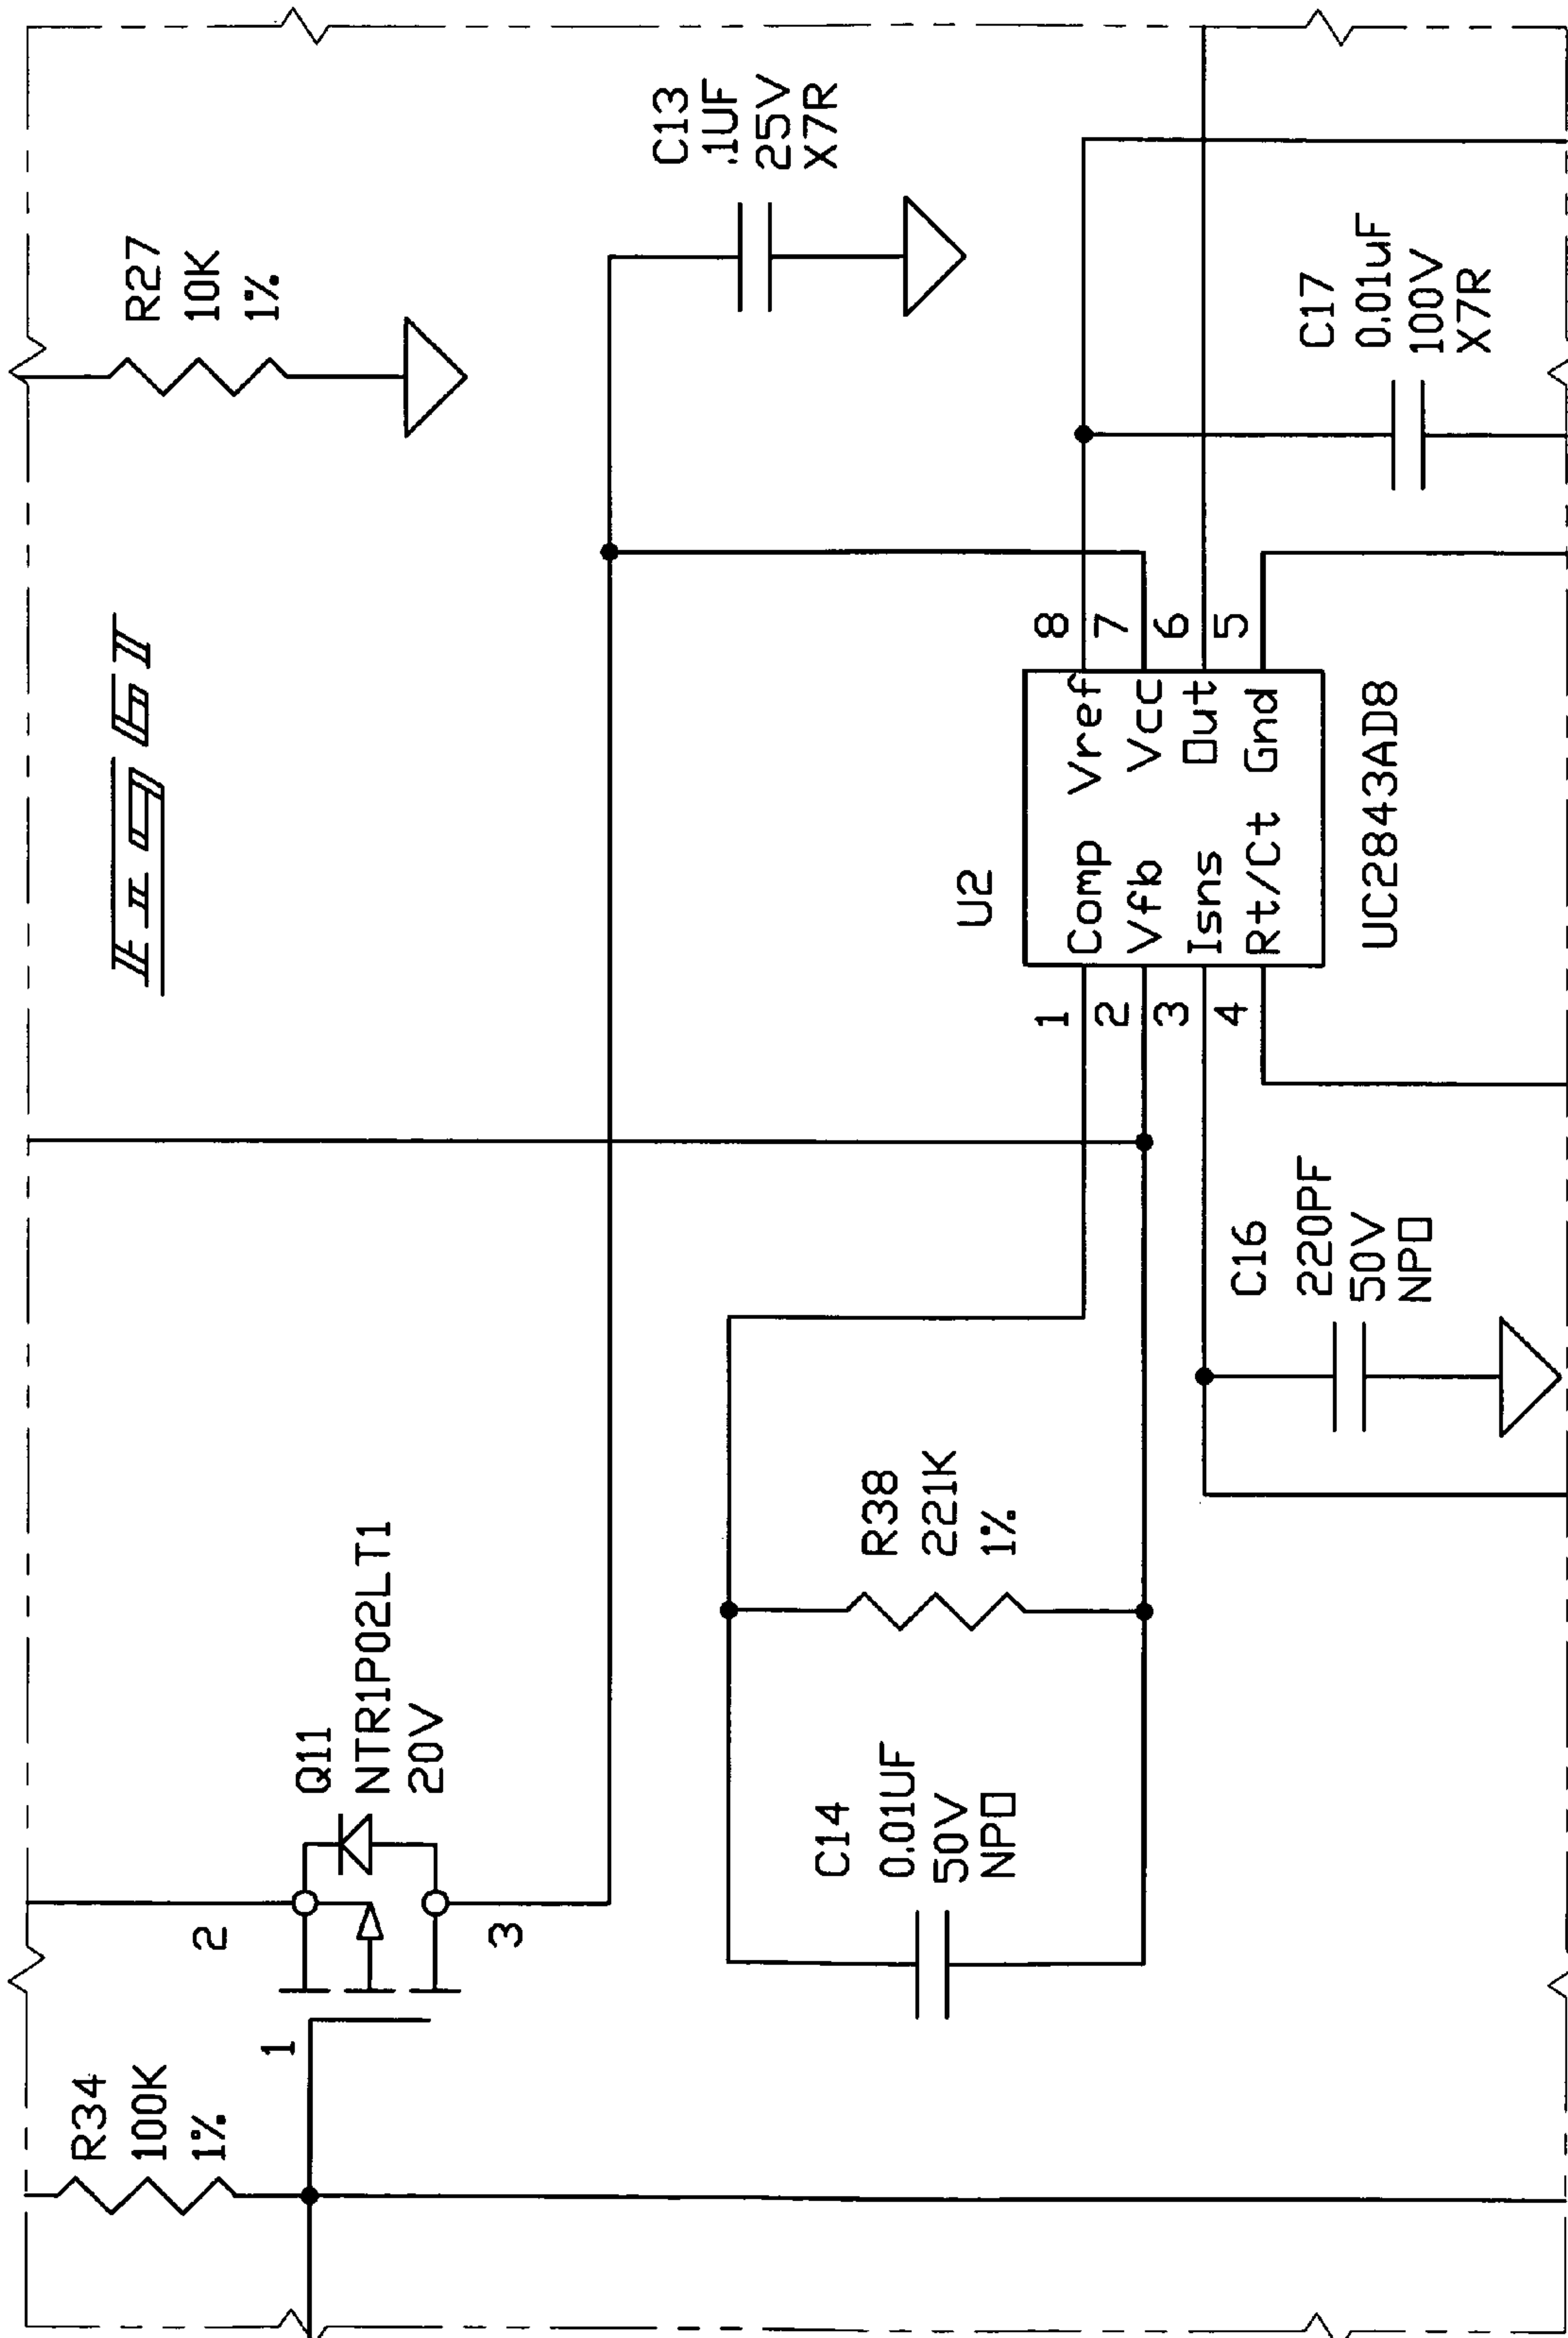 R34
100K
1%
R27
10K
1%
2
1
3
Q11
NTR1P02LT1
20V
C13
.1UF
25V
X7R
C14
0.01UF
50V
NPO
R38
221K
1%
U2
1 Comp Vref 8
2 Vfb Vcc 7
3 Isns Out 6
4 Rt/Ct Gnd 5
UC2843AD8
C16
220PF
50V
NPO
C17
0.01uF
100V
X7R